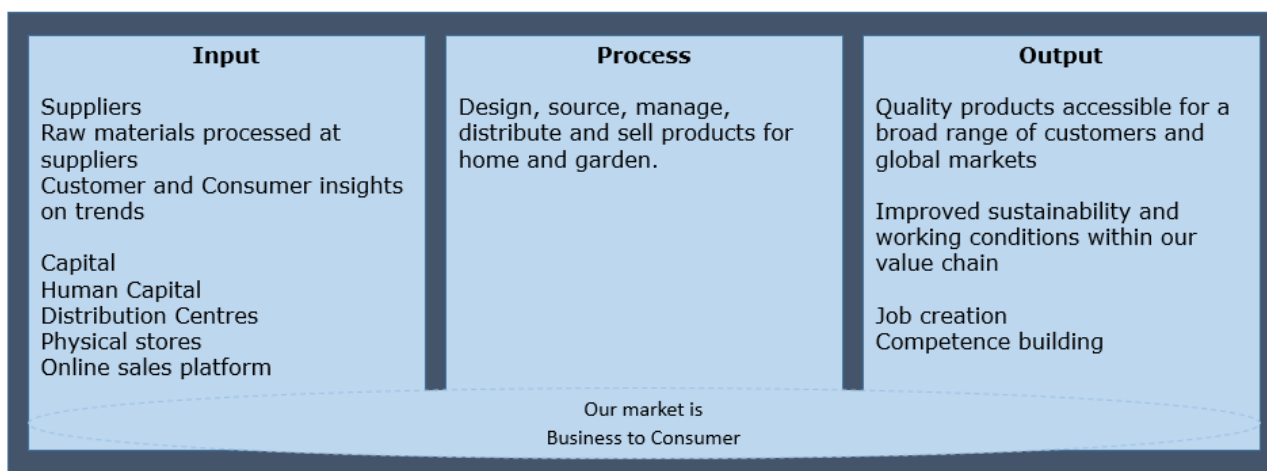 Input
Suppliers
Raw materials processed at
suppliers
Customer and Consumer insights
on trends
Capital
Human Capital
Distribution Centres
Physical stores
Online sales platform
Process
Design, source, manage,
distribute and sell products for
home and garden.
Output
Quality products accessible for a
broad range of customers and
global markets
Improved sustainability and
working conditions within our
value chain
Job creation
Competence building
Our market is
Business to Consumer